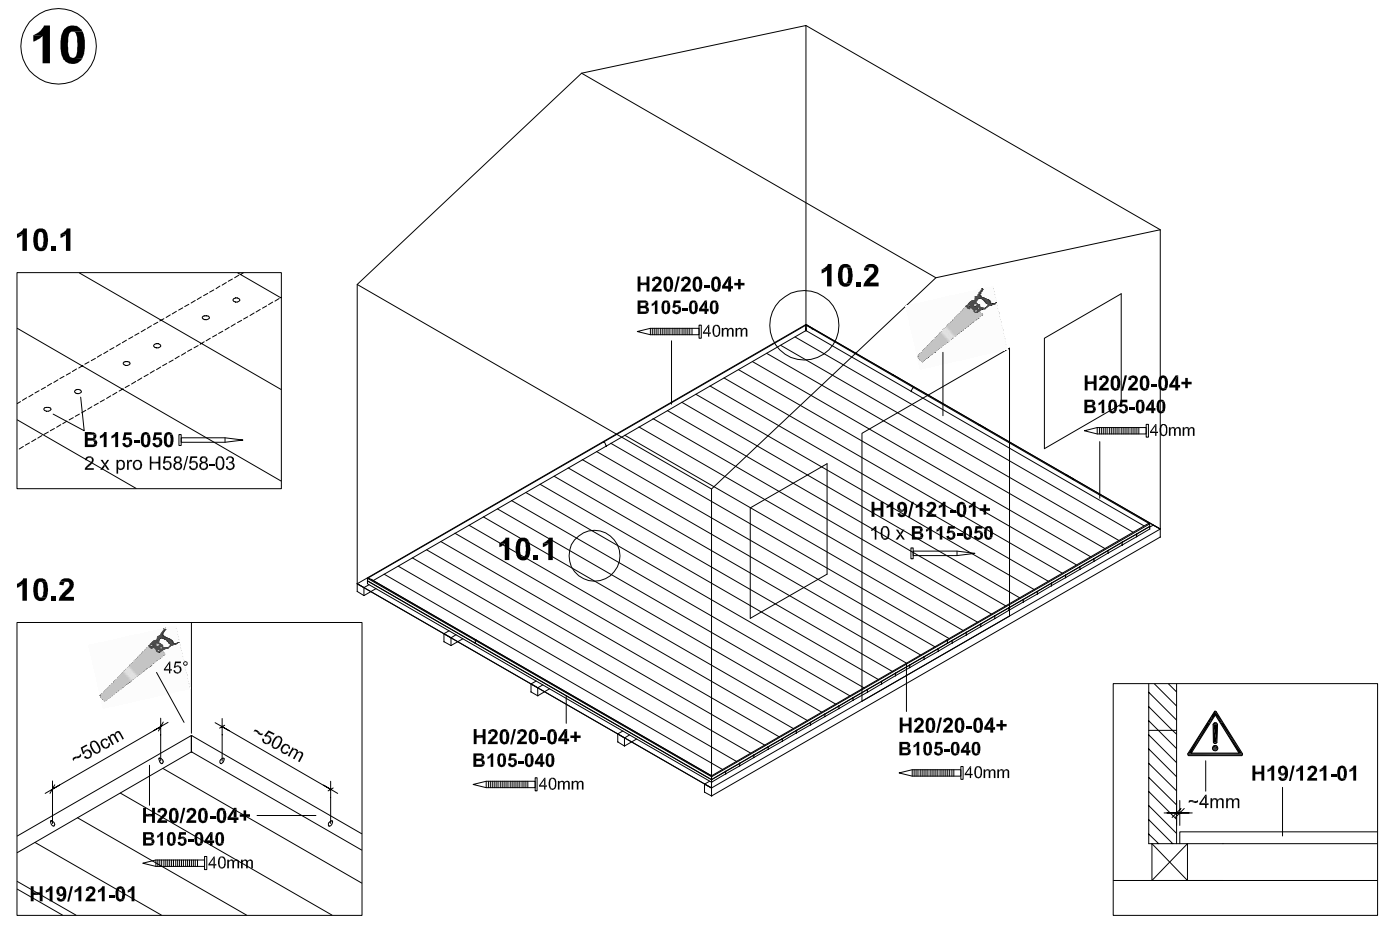 10
10.1
B115-050
2 x pro H58/58-03
10.2
45°
~50cm
~50cm
H20/20-04+
B105-040
40mm
H19/121-01
H20/20-04+
B105-040
40mm
10.2
H20/20-04+
B105-040
40mm
H19/121-01+
10 x B115-050
10.1
H20/20-04+
B105-040
40mm
H20/20-04+
B105-040
40mm
~4mm
H19/121-01